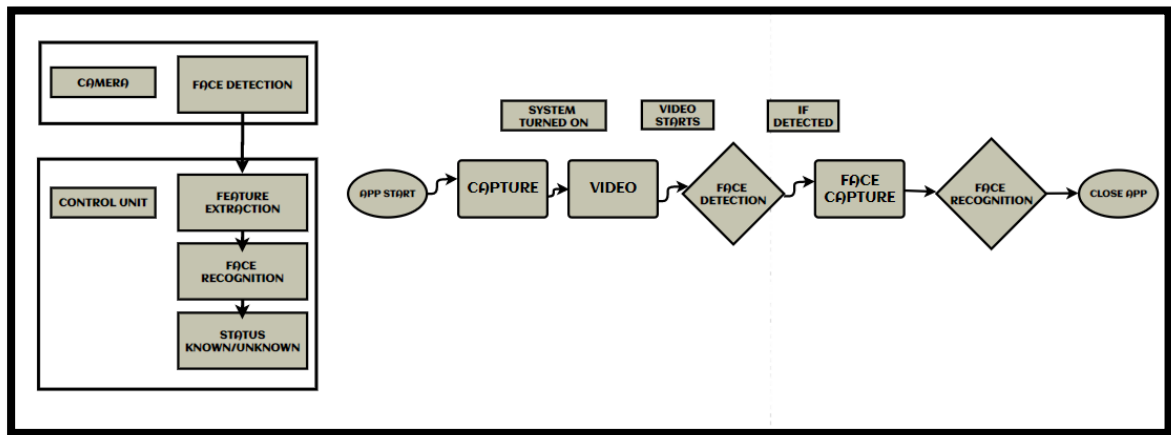 CAMERA
FACE DETECTION
CONTROL UNIT
FEATURE
EXTRACTION
FACE
RECOGNITION
STATUS
KNOWN/UNKNOWN
SYSTEM
TURNED ON
VIDEO
STARTS
IF
DETECTED
APP START
CAPTURE
VIDEO
FACE
DETECTION
FACE
CAPTURE
FACE
RECOGNITION
CLOSE APP